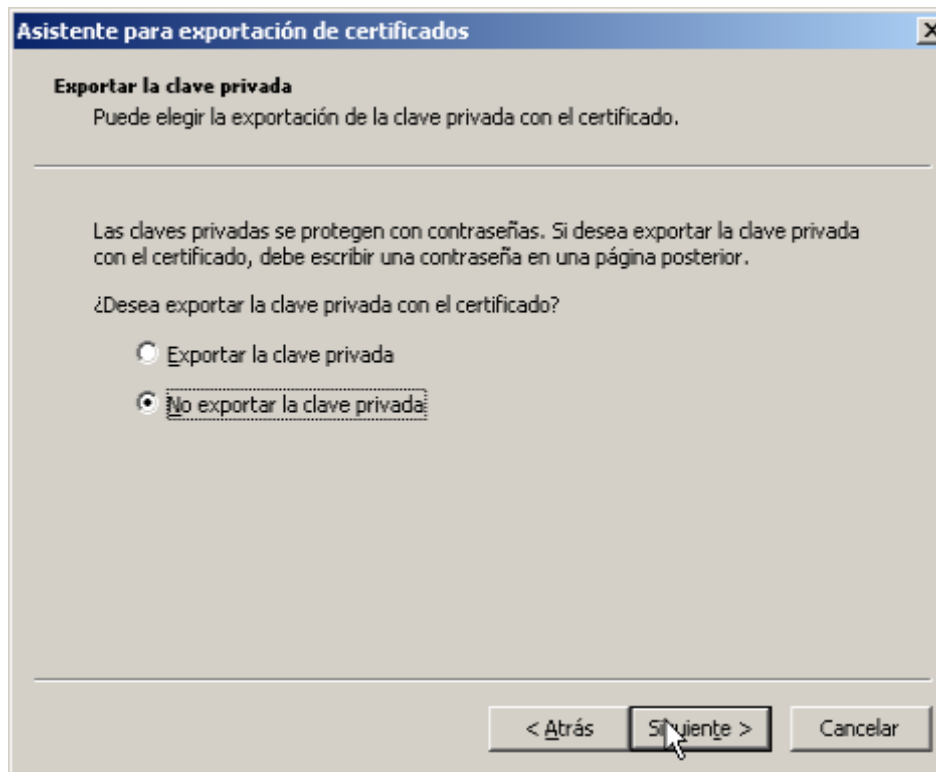 Asistente para exportación de certificados
Exportar la clave privada
Puede elegir la exportación de la clave privada con el certificado.
Las claves privadas se protegen con contraseñas. Si desea exportar la clave privada
con el certificado, debe escribir una contraseña en una página posterior.
¿Desea exportar la clave privada con el certificado?
Exportar la clave privada
No exportar la clave privada
< Atrás Siguiente > Cancelar